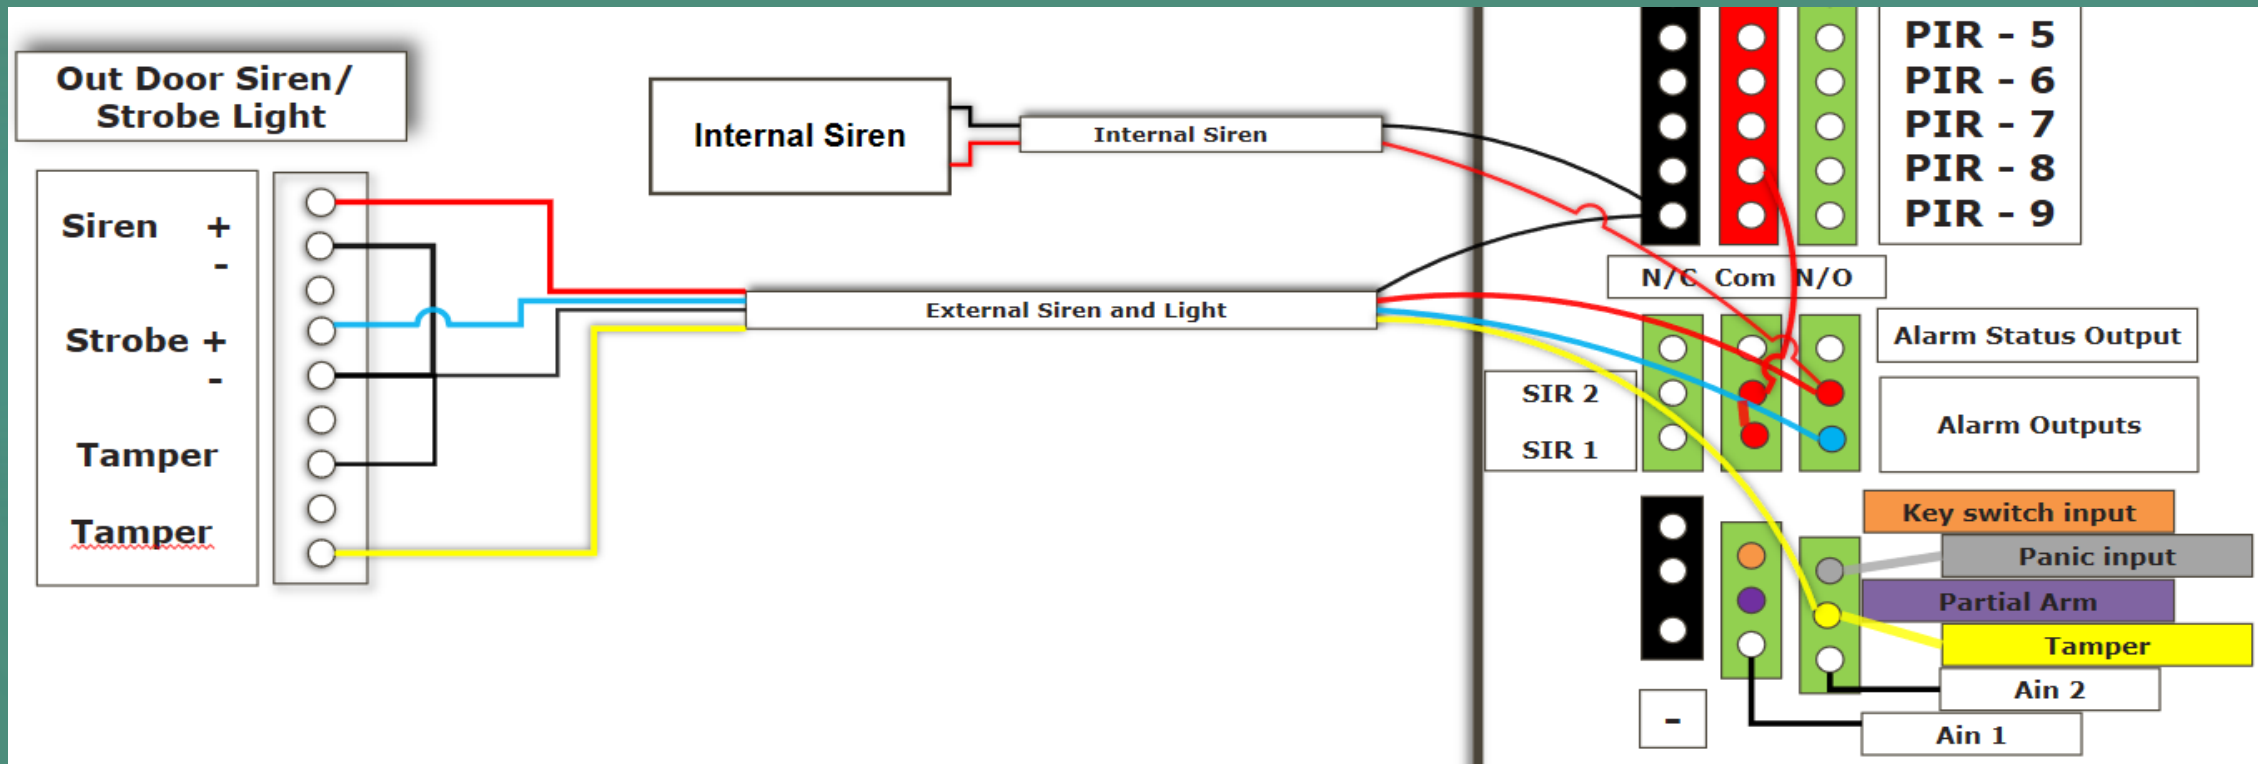 Out Door Siren/
Strobe Light
Siren +
-
Strobe +
-
Tamper
Tamper
Internal Siren
Internal Siren
External Siren and Light
PIR - 5
PIR - 6
PIR - 7
PIR - 8
PIR - 9
N/C Com N/O
Alarm Status Output
SIR 2
SIR 1
Alarm Outputs
Key switch input
Panic input
Partial Arm
Tamper
Ain 2
Ain 1
-